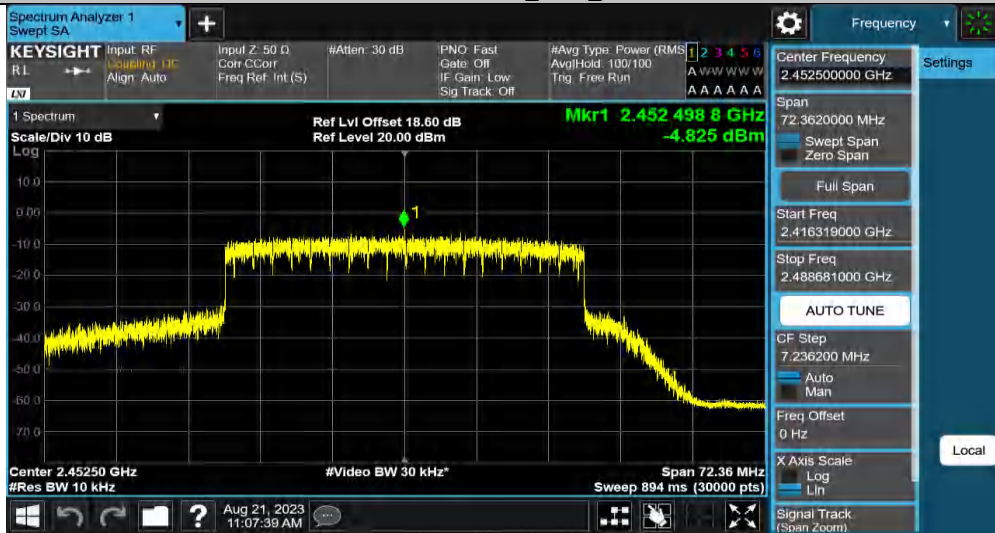 Spectrum Analyzer 1
Swept SA
+
Frequency
KEYSIGHT
RL
LXI
Input: RF
Coupling: DC
Align: Auto
Input Z: 50 Ω
Corr CCorr
Freq Ref: Int (S)
#Atten: 30 dB
PNO: Fast
Gate: Off
IF Gain: Low
Sig Track: Off
#Avg Type: Power (RMS
Avg|Hold: 100/100
Trig: Free Run
1 2 3 4 5 6
A W W W W W
A A A A A A
1 Spectrum
Scale/Div 10 dB
Log
Ref Lvl Offset 18.60 dB
Ref Level 20.00 dBm
Mkr1 2.452 498 8 GHz
-4.825 dBm
10.0
0.00
-10.0
-20.0
-30.0
-40.0
-50.0
-60.0
-70.0
1
Center 2.45250 GHz
#Res BW 10 kHz
#Video BW 30 kHz*
Span 72.36 MHz
Sweep 894 ms (30000 pts)
Center Frequency
2.452500000 GHz
Span
72.3620000 MHz
Swept Span
Zero Span
Full Span
Start Freq
2.416319000 GHz
Stop Freq
2.488681000 GHz
AUTO TUNE
CF Step
7.236200 MHz
Auto
Man
Freq Offset
0 Hz
X Axis Scale
Log
Lin
Signal Track
(Span Zoom)
Settings
Local
?
Aug 21, 2023
11:07:39 AM